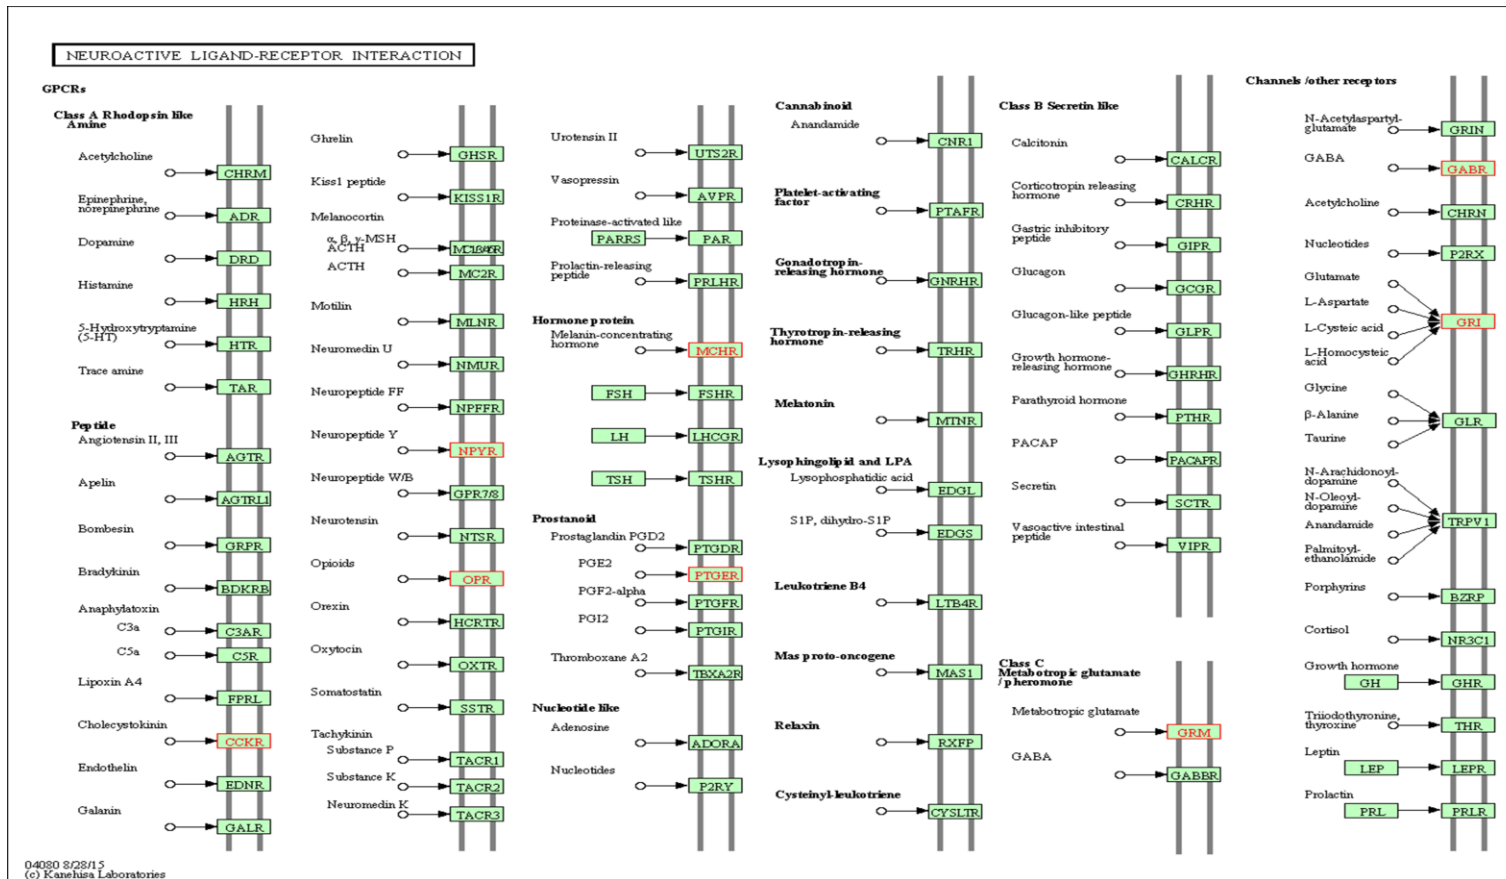 NEUROACTIVE LIGAND-RECEPTOR INTERACTION
GPCRs
Class A Rhodopsin like
Amine
Acetylcholine
CHRM
Epinephrine,
norepinephrine
ADR
Dopamine
DRD
Histamine
HRH
5-Hydroxytryptamine
(5-HT)
HTR
Trace amine
TAR
Peptide
Angiotensin II, III
AGTR
Apelin
AGTRL1
Bombesin
GRPR
Bradykinin
BDKRB
Anaphylatoxin
C3a
C3AR
C5a
C5R
Lipoxin A4
FPRL
Cholecystokinin
CCKR
Endothelin
EDNR
Galanin
GALR
Ghrelin
GHSR
Kiss1 peptide
KISS1R
Melanocortin
α, β, γ-MSH
ACTH
ACTH
MC2R
Motilin
MLNR
Neuromedin U
NMUR
Neuropeptide FF
NPFFR
Neuropeptide Y
NPYR
Neuropeptide W/B
GPR7/8
Neurotensin
NTSR
Opioids
OPR
Orexin
HCRTR
Oxytocin
OXTR
Somatostatin
SSTR
Tachykinin
Substance P
TACR1
Substance K
TACR2
Neuromedin K
TACR3
Urotensin II
UTS2R
Vasopressin
AVPR
Proteinase-activated like
PARRS
PAR
Prolactin-releasing
peptide
PRLHR
Hormone protein
Melanin-concentrating
hormone
MCHR
FSH
FSHR
LH
LHCGR
TSH
TSHR
Prostanoid
Prostaglandin PGD2
PTGDR
PGE2
PTGER
PGF2-alpha
PTGFR
PGI2
PTGIR
Thromboxane A2
TBXA2R
Nucleotide like
Adenosine
ADORA
Nucleotides
P2RY
Cannabinoid
Anandamide
CNR1
Platelet-activating
factor
PTAFR
Gonadotropin-
releasing hormone
GNRHR
Thyrotropin-releasing
hormone
TRHR
Melatonin
MTNR
Lysophingolipid and LPA
Lysophosphatidic acid
EDGL
S1P, dihydro-S1P
EDGS
Leukotriene B4
LTB4R
Mas proto-oncogene
MAS1
Relaxin
RXFP
Cysteinyl-leukotriene
CYSLTR
Class B Secretin like
Calcitonin
CALCR
Corticotropin releasing
hormone
CRHR
Gastric inhibitory
peptide
GIPR
Glucagon
GCGR
Glucagon-like peptide
GLPR
Growth hormone-
releasing hormone
GHRHR
Parathyroid hormone
PTHR
PACAP
PACAPR
Secretin
SCTR
Vasoactive intestinal
peptide
VIPR
Class C
Metabotropic glutamate
/ pheromone
Metabotropic glutamate
GRM
GABA
GABBR
Channels /other receptors
N-Acetylaspartyl-
glutamate
GRIN
GABA
GABR
Acetylcholine
CHRN
Nucleotides
P2RX
Glutamate
L-Aspartate
L-Cysteic acid
L-Homocysteic
acid
GRI
Glycine
β-Alanine
Taurine
GLR
N-Arachidonoyl-
dopamine
N-Oleoyl-
dopamine
Anandamide
Palmitoyl-
ethanolamide
TRPV1
Porphyrins
BZRP
Cortisol
NR3C1
Growth hormone
GH
GHR
Triiodothyronine,
thyroxine
THR
Leptin
LEP
LEPR
Prolactin
PRL
PRLR
04080 8/28/15
(c) Kanehisa Laboratories